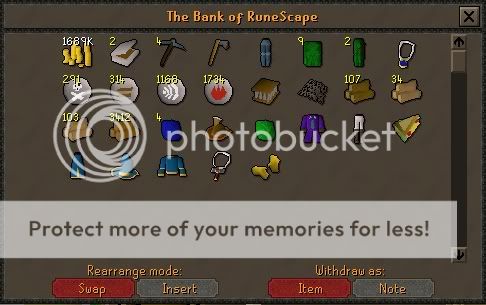 The Bank of RuneScape
1689K 2 4 9 2
291 314 1168 1734 107 34
103 3412 4
photobucket
Protect more of your memories for less!
Rearrange mode: Withdraw as:
Swap Insert Item Note